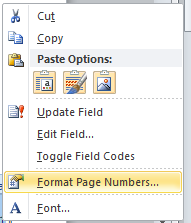 Cut
Copy
Paste Options:
a
A
a
Update Field
Edit Field...
Toggle Field Codes
Format Page Numbers...
A Font...